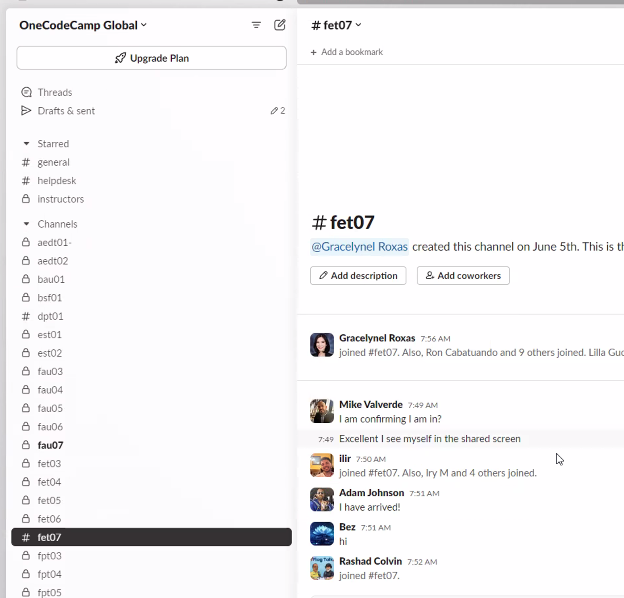 OneCodeCamp Global
Upgrade Plan
Threads
Drafts & sent 2
Starred
# general
# helpdesk
instructors
Channels
aedt01-
aedt02
bau01
bsf01
# dpt01
est01
est02
fau03
fau04
fau05
fau06
fau07
fet03
fet04
fet05
fet06
# fet07
fpt03
fpt04
fpt05
# fet07
+ Add a bookmark
# fet07
@Gracelynel Roxas created this channel on June 5th. This is
Add description Add coworkers
Gracelynel Roxas 7:56 AM
joined #fet07. Also, Ron Cabatuando and 9 others joined. Lilla
Mike Valverde 7:49 AM
I am confirming I am in?
7:49 Excellent I see myself in the shared screen
ilir 7:50 AM
joined #fet07. Also, Iry M and 4 others joined.
Adam Johnson 7:51 AM
I have arrived!
Bez 7:51 AM
hi
Rashad Colvin 7:52 AM
joined #fet07.